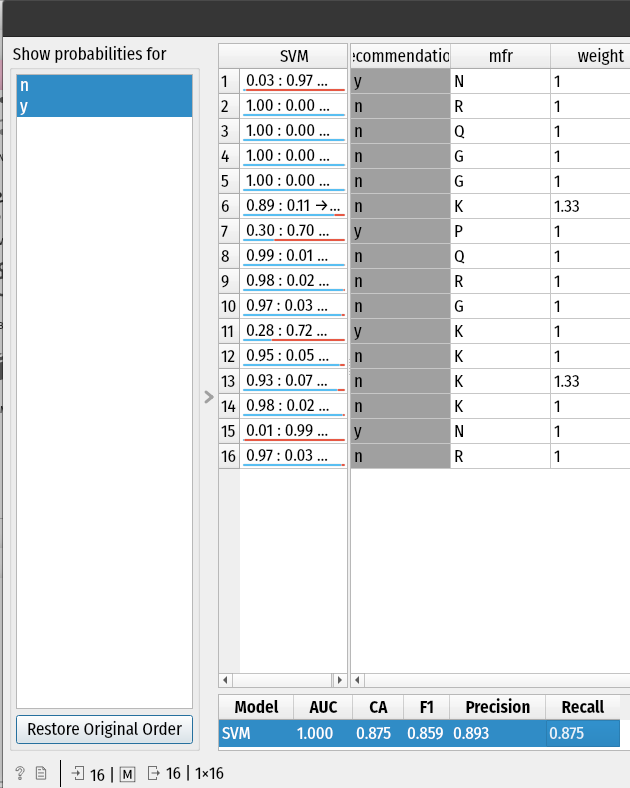 Show probabilities for
n
y
Restore Original Order
SVM ecommendatio mfr weight
1 0.03 : 0.97 ... y N 1
2 1.00 : 0.00 ... n R 1
3 1.00 : 0.00 ... n Q 1
4 1.00 : 0.00 ... n G 1
5 1.00 : 0.00 ... n G 1
6 0.89 : 0.11 →... n K 1.33
7 0.30 : 0.70 ... y P 1
8 0.99 : 0.01 ... n Q 1
9 0.98 : 0.02 ... n R 1
10 0.97 : 0.03 ... n G 1
11 0.28 : 0.72 ... y K 1
12 0.95 : 0.05 ... n K 1
13 0.93 : 0.07 ... n K 1.33
14 0.98 : 0.02 ... n K 1
15 0.01 : 0.99 ... y N 1
16 0.97 : 0.03 ... n R 1
Model AUC CA F1 Precision Recall
SVM 1.000 0.875 0.859 0.893 0.875
? 16 | M 16 | 1×16